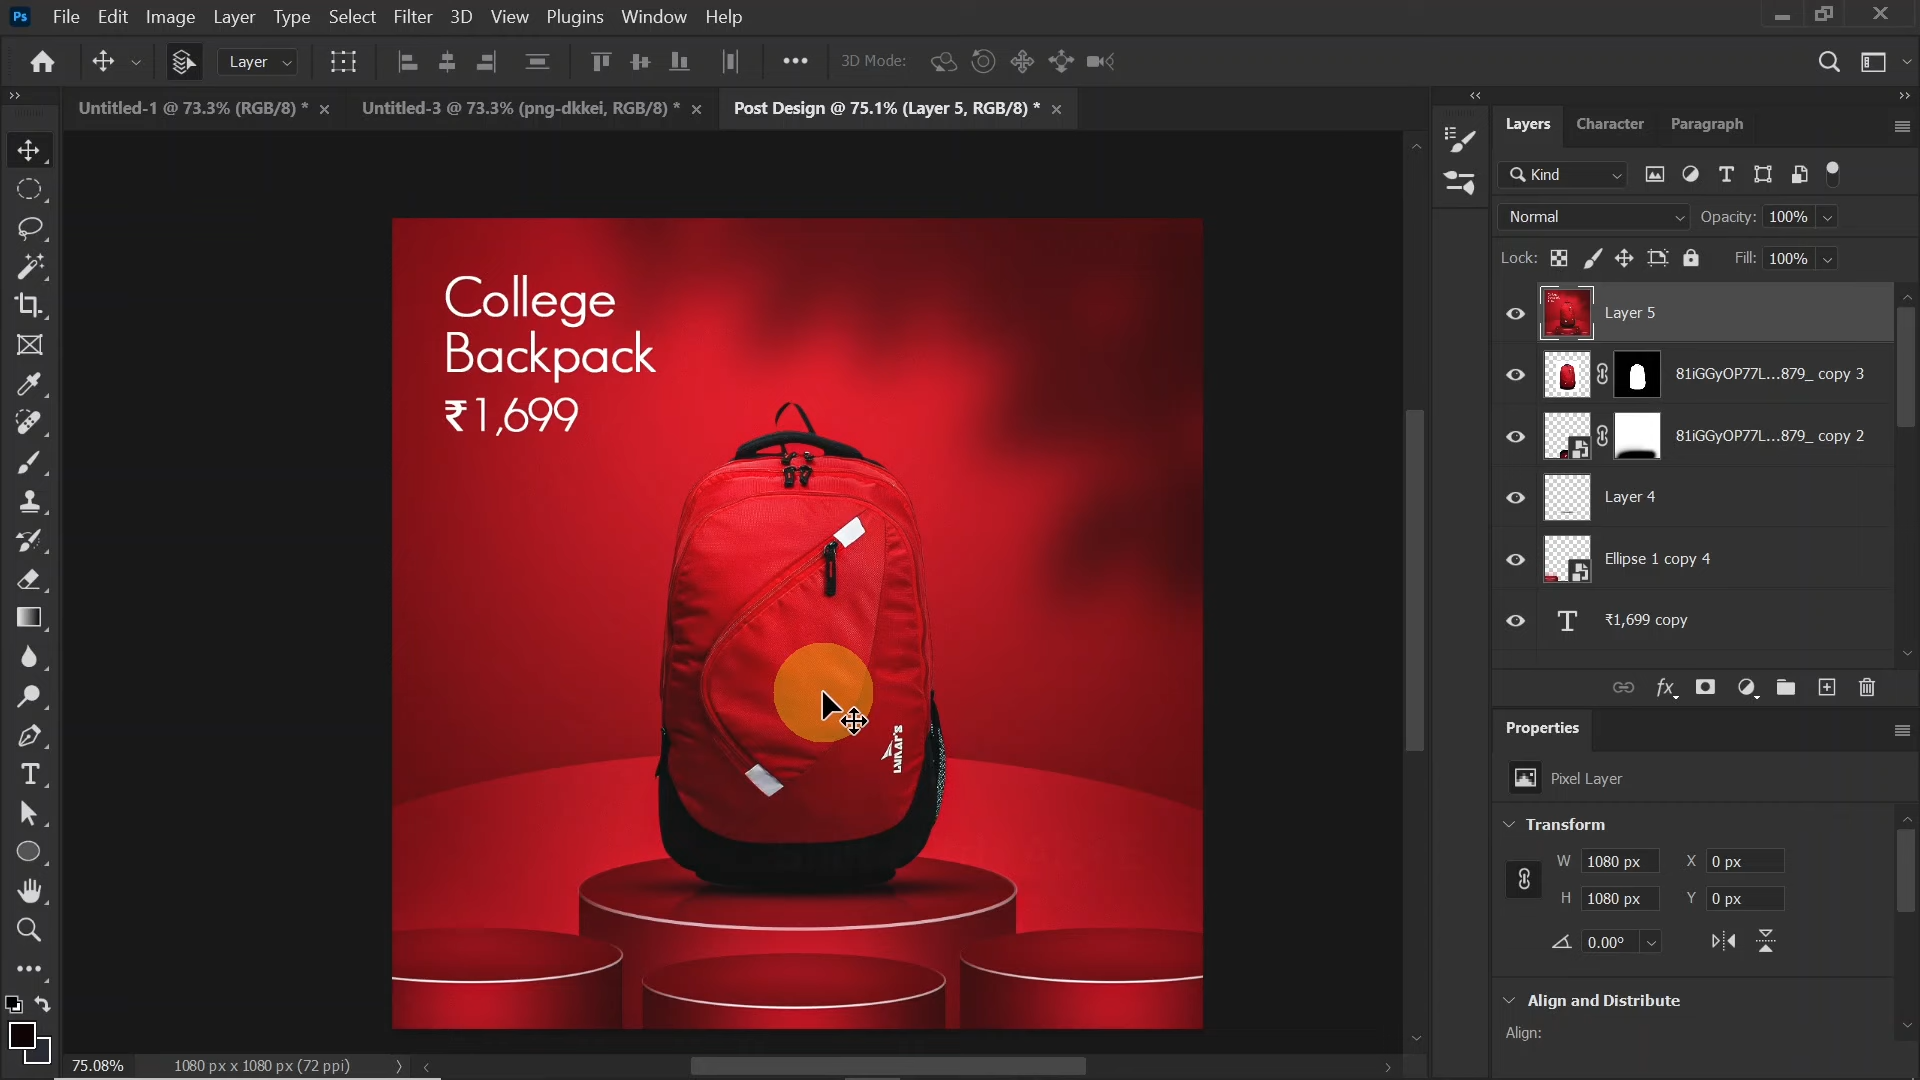 Ps File Edit Image Layer Type Select Filter 3D View Plugins Window Help
Layer 3D Mode:
Untitled-1 @ 73.3% (RGB/8) * × Untitled-3 @ 73.3% (png-dkkei, RGB/8) * × Post Design @ 75.1% (Layer 5, RGB/8) * ×
Layers Character Paragraph
Kind
Normal Opacity: 100%
Lock: Fill: 100%
Layer 5
81iGGyOP77L...879_ copy 3
81iGGyOP77L...879_ copy 2
Layer 4
Ellipse 1 copy 4
₹1,699 copy
fx
Properties
Pixel Layer
Transform
W 1080 px X 0 px
H 1080 px Y 0 px
0.00°
Align and Distribute
Align:
College
Backpack
₹1,699
75.08% 1080 px x 1080 px (72 ppi)